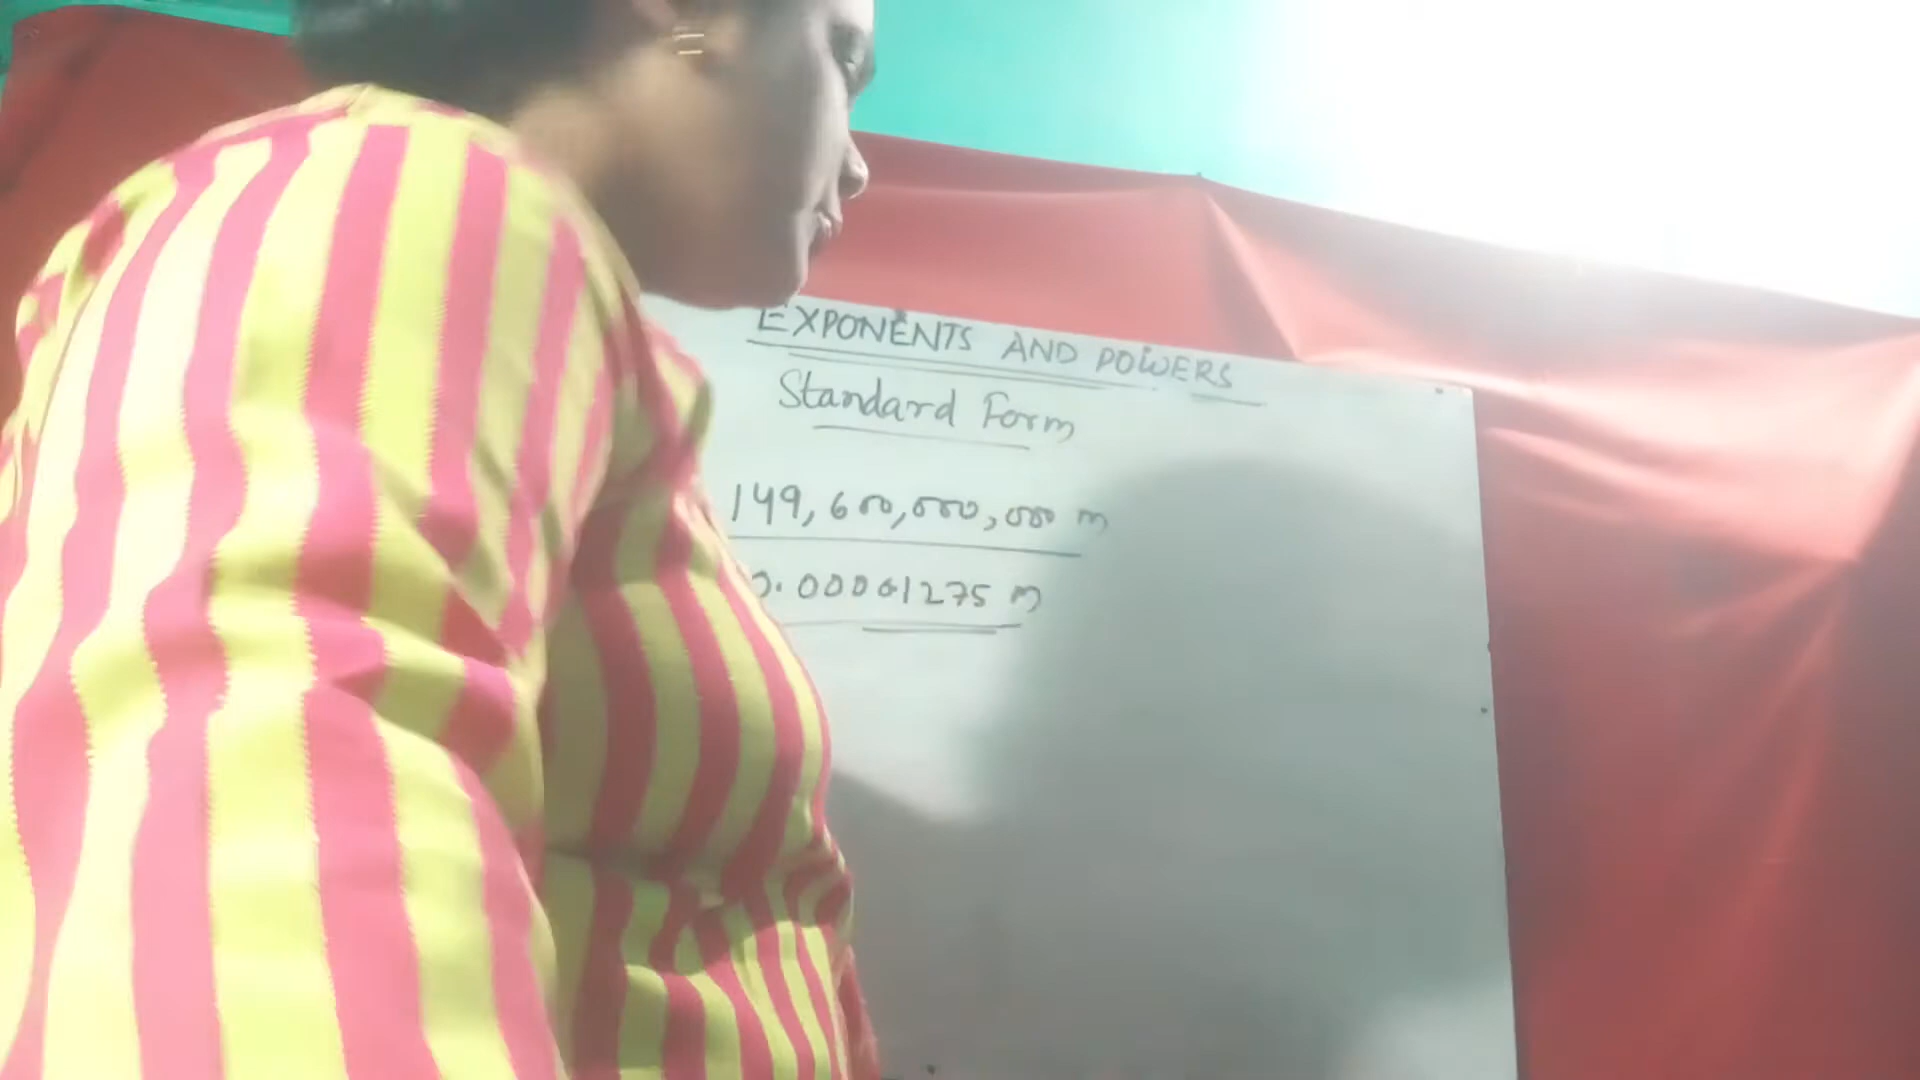 EXPONENTS AND POWERS
Standard Form
149,600,000,000 m
0.00001275 m